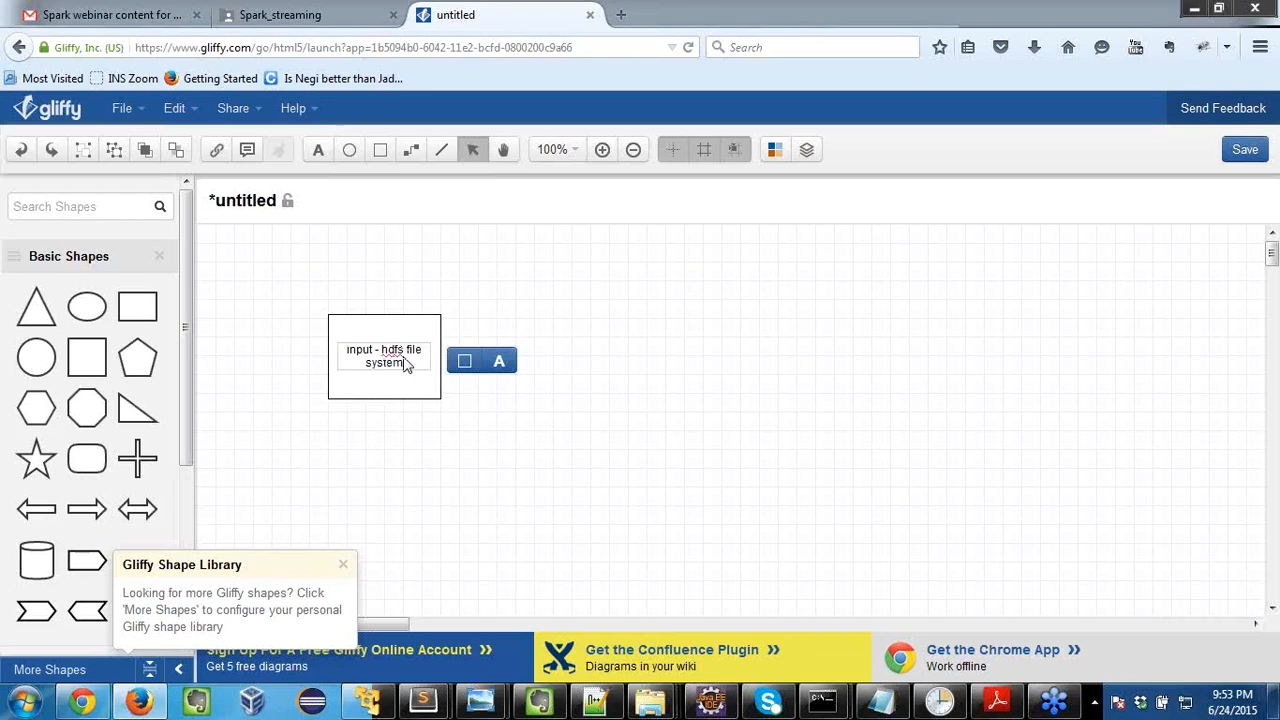 Spark webinar content for ...
Spark_streaming
untitled
Gliffy, Inc. (US)
https://www.gliffy.com/go/html5/launch?app=1b5094b0-6042-11e2-bcfd-0800200c9a66
Search
You Tube
Most Visited
INS Zoom
Getting Started
Is Negi better than Jad...
gliffy
File
Edit
Share
Help
Send Feedback
A
100%
Save
Search Shapes
*untitled
Basic Shapes
input - hdfs file
system
A
Gliffy Shape Library
Looking for more Gliffy shapes? Click
'More Shapes' to configure your personal
Gliffy shape library
More Shapes
Sign Up For A Free Gliffy Online Account >>
Get 5 free diagrams
Get the Confluence Plugin >>
Diagrams in your wiki
Get the Chrome App >>
Work offline
9:53 PM
6/24/2015